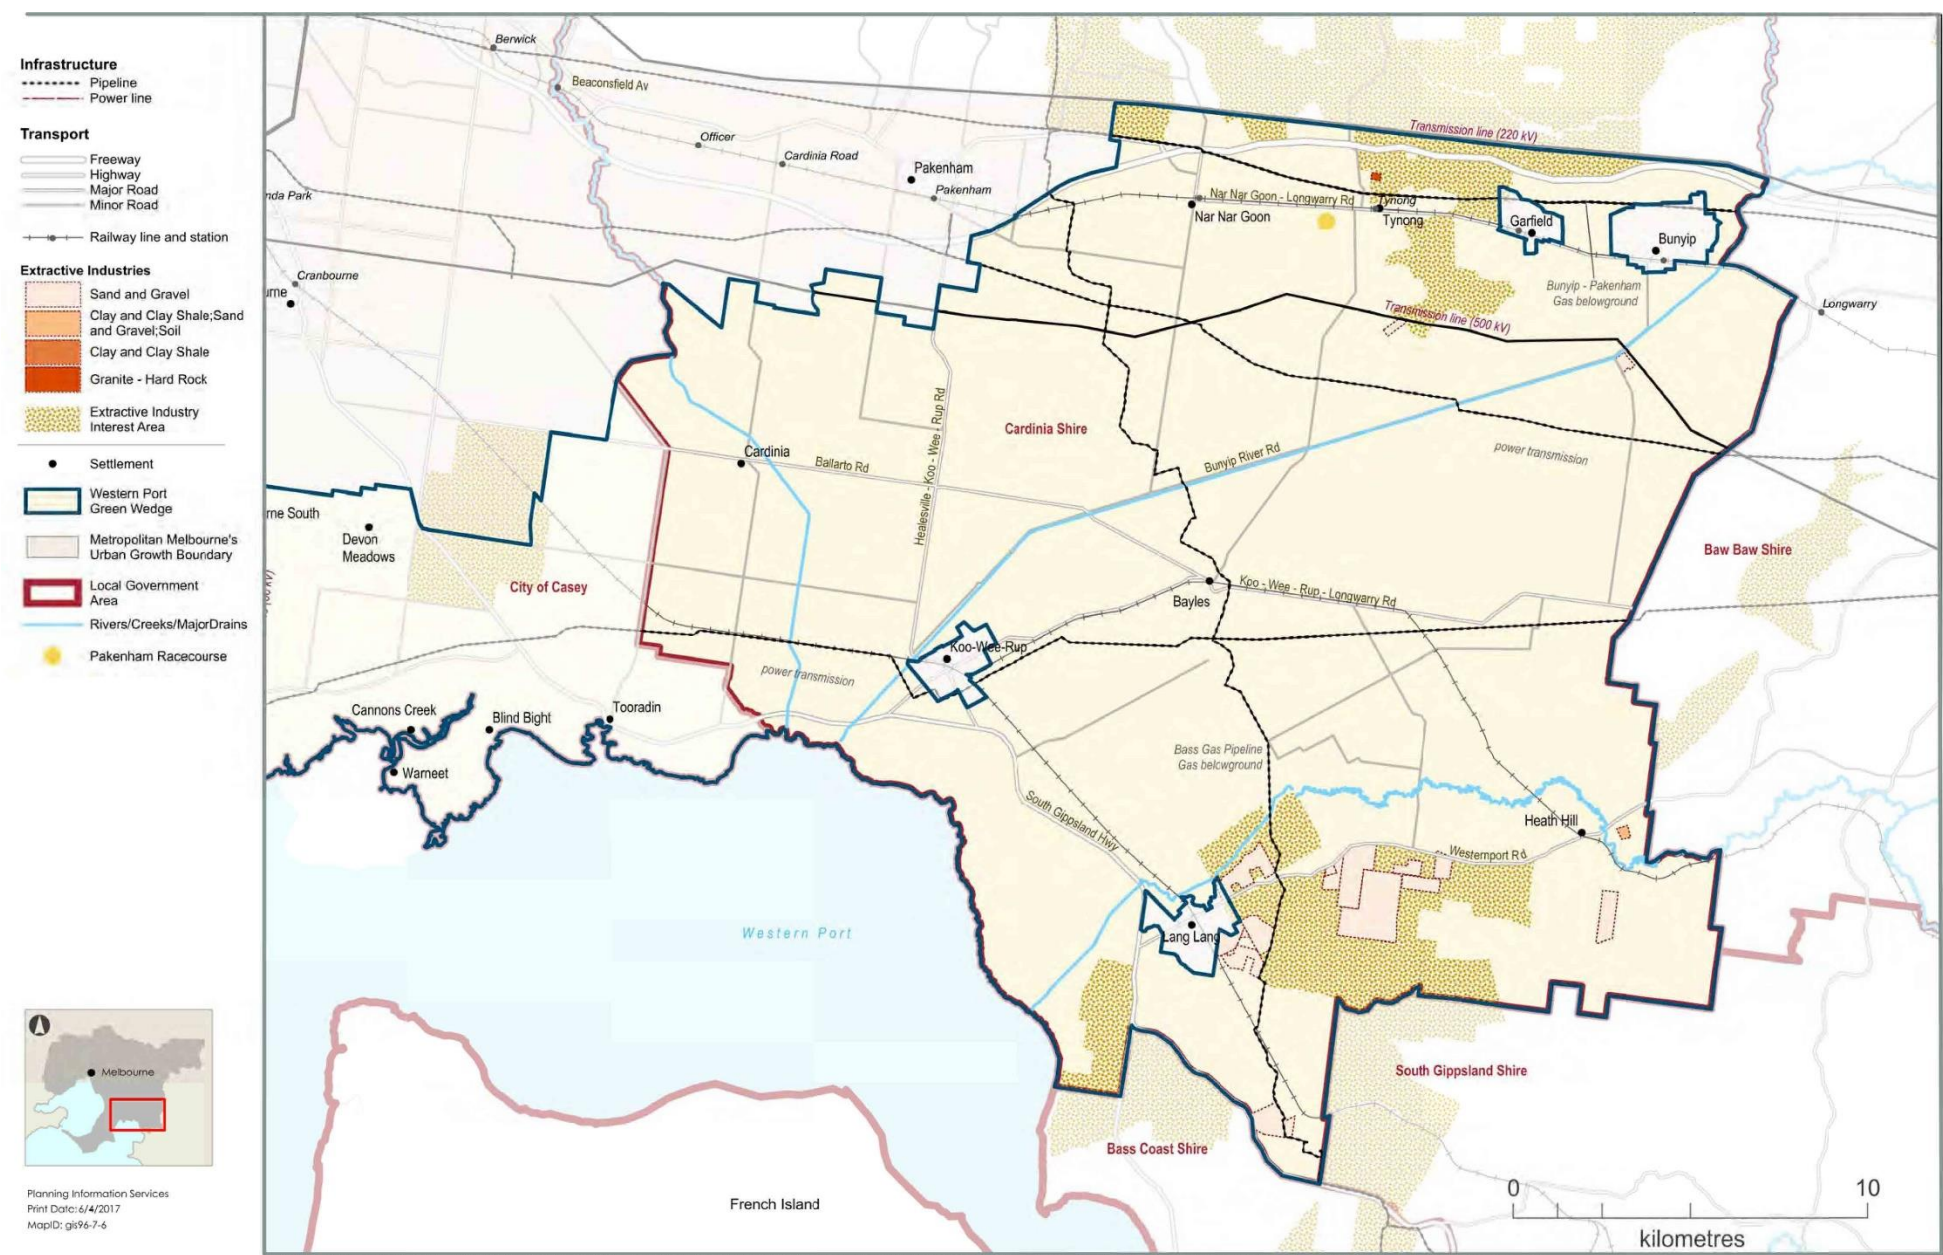 Infrastructure
Pipeline
Power line
Transport
Freeway
Highway
Major Road
Minor Road
Railway line and station
Extractive Industries
Sand and Gravel
Clay and Clay Shale;Sand
and Gravel;Soil
Clay and Clay Shale
Granite - Hard Rock
Extractive Industry
Interest Area
Settlement
Western Port
Green Wedge
Metropolitan Melbourne's
Urban Growth Boundary
Local Government
Area
Rivers/Creeks/MajorDrains
Pakenham Racecourse
Melbourne
Planning Information Services
Print Date: 6/4/2017
MapID: gis96-7-6
Berwick
Beaconsfield Av
Officer
Cardinia Road
Pakenham
Pakenham
nda Park
Cranbourne
urne
Transmission line (220 kV)
Nar Nar Goon - Longwarry Rd
Nar Nar Goon
Tynong
Tynong
Garfield
Bunyip
Bunyip - Pakenham
Gas belowground
Longwarry
Transmission line (500 kV)
Healesville - Koo - Wee - Rup Rd
Cardinia Shire
Cardinia
Ballarto Rd
Bunyip River Rd
power transmission
rne South
Devon
Meadows
City of Casey
Baw Baw Shire
Bayles
Koo - Wee - Rup - Longwarry Rd
Koo-Wee-Rup
power transmission
Cannons Creek
Blind Bight
Tooradin
Warneet
Bass Gas Pipeline
Gas belcwground
South Gippsland Hwy
Heath Hill
Westernport Rd
Western Port
Lang Lang
South Gippsland Shire
Bass Coast Shire
French Island
0
10
kilometres